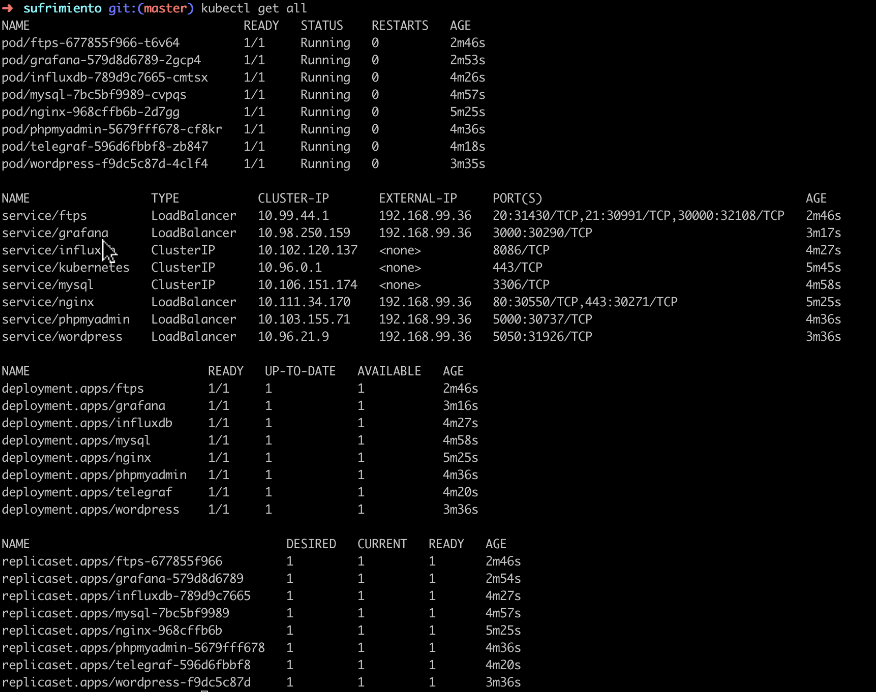 ➜ sufrimiento git:(master) kubectl get all
NAME READY STATUS RESTARTS AGE
pod/ftps-677855f966-t6v64 1/1 Running 0 2m46s
pod/grafana-579d8d6789-2gcp4 1/1 Running 0 2m53s
pod/influxdb-789d9c7665-cmtsx 1/1 Running 0 4m26s
pod/mysql-7bc5bf9989-cvpqs 1/1 Running 0 4m57s
pod/nginx-968cffb6b-2d7gg 1/1 Running 0 5m25s
pod/phpmyadmin-5679fff678-cf8kr 1/1 Running 0 4m36s
pod/telegraf-596d6fbbf8-zb847 1/1 Running 0 4m18s
pod/wordpress-f9dc5c87d-4clf4 1/1 Running 0 3m35s
NAME TYPE CLUSTER-IP EXTERNAL-IP PORT(S) AGE
service/ftps LoadBalancer 10.99.44.1 192.168.99.36 20:31430/TCP,21:30991/TCP,30000:32108/TCP 2m46s
service/grafana LoadBalancer 10.98.250.159 192.168.99.36 3000:30290/TCP 3m17s
ClusterIP 10.102.120.137 <none> 8086/TCP 4m27s
service/kubernetes ClusterIP 10.96.0.1 <none> 443/TCP 5m45s
service/mysql ClusterIP 10.106.151.174 <none> 3306/TCP 4m58s
service/nginx LoadBalancer 10.111.34.170 192.168.99.36 80:30550/TCP,443:30271/TCP 5m25s
service/phpmyadmin LoadBalancer 10.103.155.71 192.168.99.36 5000:30737/TCP 4m36s
service/wordpress LoadBalancer 10.96.21.9 192.168.99.36 5050:31926/TCP 3m36s
NAME READY UP-TO-DATE AVAILABLE AGE
deployment.apps/ftps 1/1 1 1 2m46s
deployment.apps/grafana 1/1 1 1 3m16s
deployment.apps/influxdb 1/1 1 1 4m27s
deployment.apps/mysql 1/1 1 1 4m58s
deployment.apps/nginx 1/1 1 1 5m25s
deployment.apps/phpmyadmin 1/1 1 1 4m36s
deployment.apps/telegraf 1/1 1 1 4m20s
deployment.apps/wordpress 1/1 1 1 3m36s
NAME DESIRED CURRENT READY AGE
replicaset.apps/ftps-677855f966 1 1 1 2m46s
replicaset.apps/grafana-579d8d6789 1 1 1 2m54s
replicaset.apps/influxdb-789d9c7665 1 1 1 4m27s
replicaset.apps/mysql-7bc5bf9989 1 1 1 4m57s
replicaset.apps/nginx-968cffb6b 1 1 1 5m25s
replicaset.apps/phpmyadmin-5679fff678 1 1 1 4m36s
replicaset.apps/telegraf-596d6fbbf8 1 1 1 4m20s
replicaset.apps/wordpress-f9dc5c87d 1 1 1 3m36s